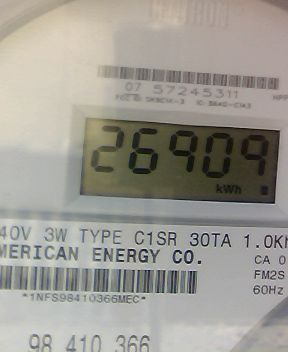 07 57245311
26909
kWh
40V 3W TYPE C1SR 30TA 1.0K
MERICAN ENERGY CO.
CA 0
FM2S
60Hz
*1NFS98410366MEC*
98 410 366